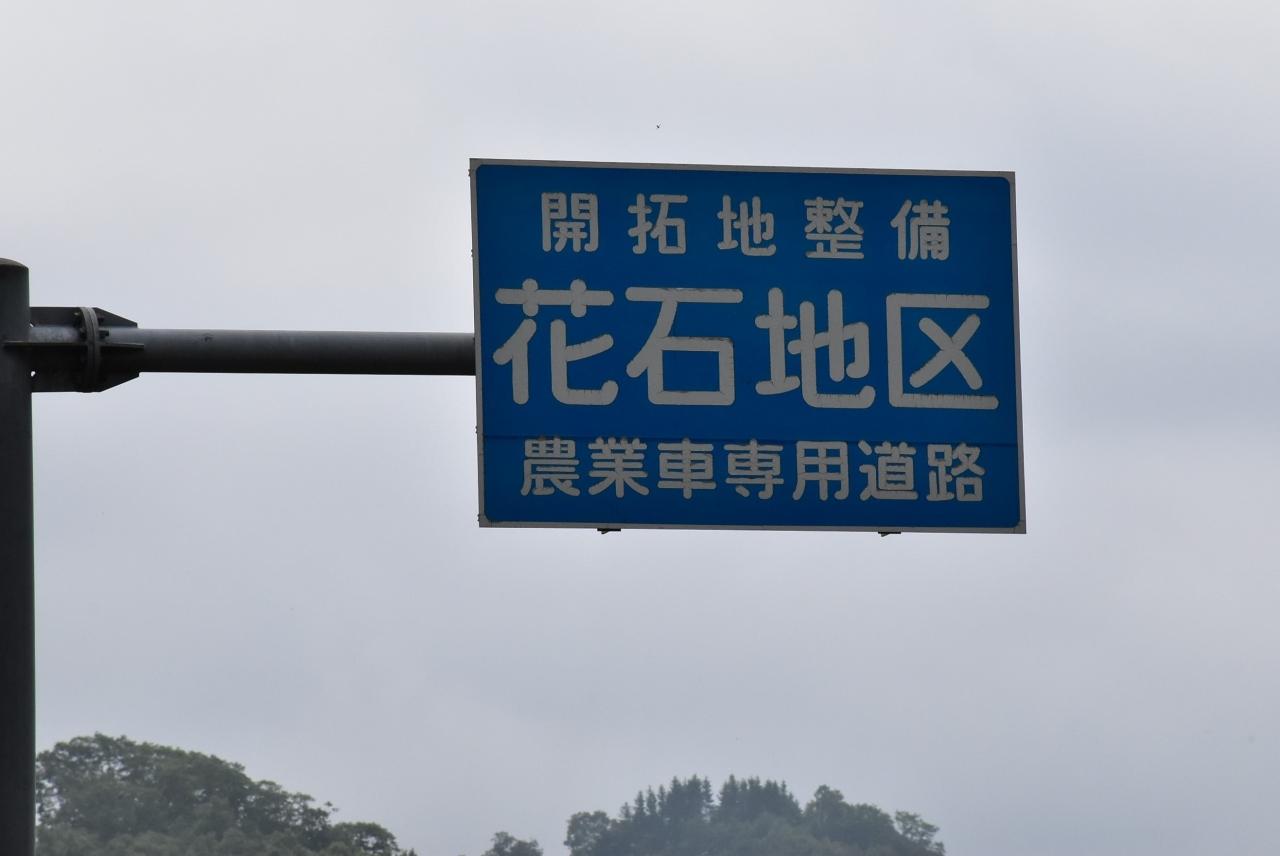 開拓地整備
花石地区
農業車専用道路